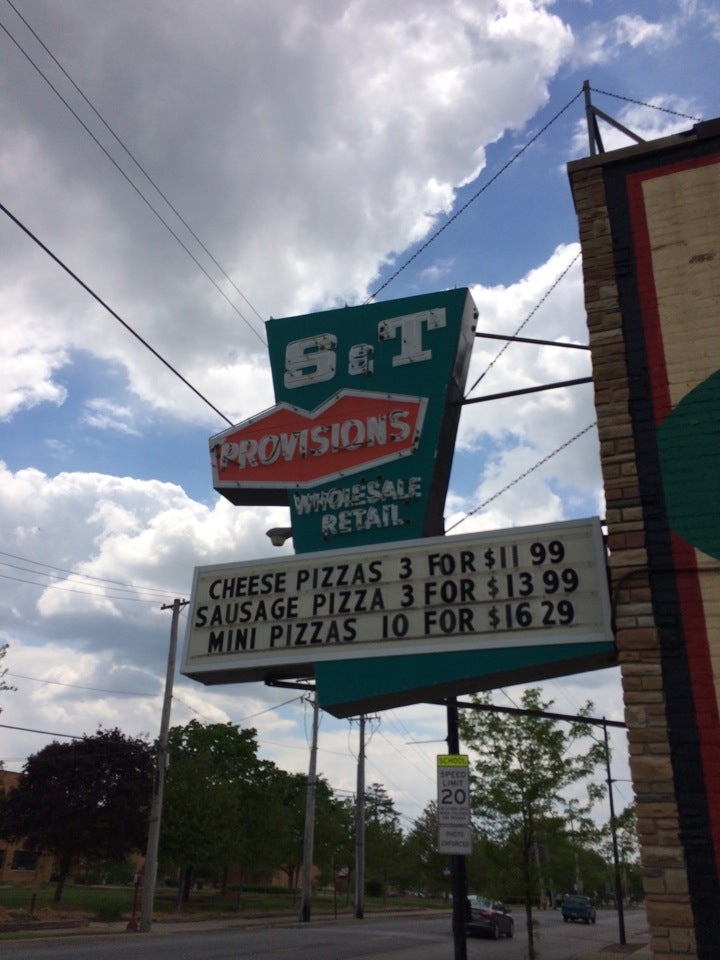 S & T
PROVISIONS
WHOLESALE
RETAIL
CHEESE PIZZAS 3 FOR $11 99
SAUSAGE PIZZA 3 FOR $13 99
MINI PIZZAS 10 FOR $16 29
SCHOOL
SPEED
LIMIT
20
PHOTO
ENFORCED